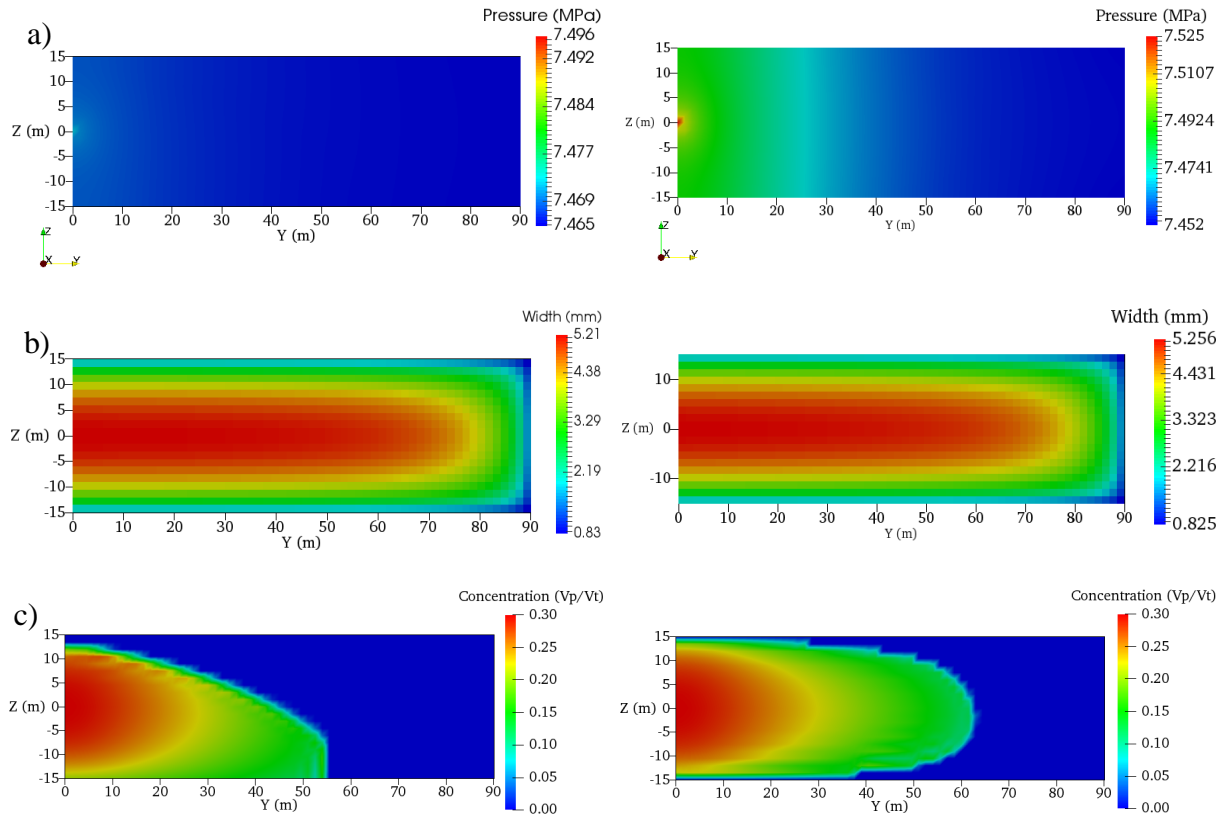 a)
Pressure (MPa)
7.496
7.492
7.484
7.477
7.469
7.465
15
10
5
Z (m) 0
-5
-10
-15
0 10 20 30 40 50 60 70 80 90
Y (m)
Z
X Y
Pressure (MPa)
7.525
7.5107
7.4924
7.4741
7.452
15
10
5
Z (m) 0
-5
-10
-15
0 10 20 30 40 50 60 70 80 90
Y (m)
Z
X Y
b)
Width (mm)
5.21
4.38
3.29
2.19
0.83
15
10
5
Z (m) 0
-5
-10
-15
0 10 20 30 40 50 60 70 80 90
Y (m)
Width (mm)
5.256
4.431
3.323
2.216
0.825
10
Z (m) 0
-10
0 10 20 30 40 50 60 70 80 90
Y (m)
c)
Concentration (Vp/Vt)
0.30
0.25
0.20
0.15
0.10
0.05
0.00
15
10
5
Z (m) 0
-5
-10
-15
0 10 20 30 40 50 60 70 80 90
Y (m)
Concentration (Vp/Vt)
0.30
0.25
0.20
0.15
0.10
0.05
0.00
15
10
5
Z (m) 0
-5
-10
-15
0 10 20 30 40 50 60 70 80 90
Y (m)